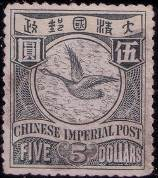 大清國郵政
伍圓
CHINESE IMPERIAL POST
FIVE 5 DOLLARS